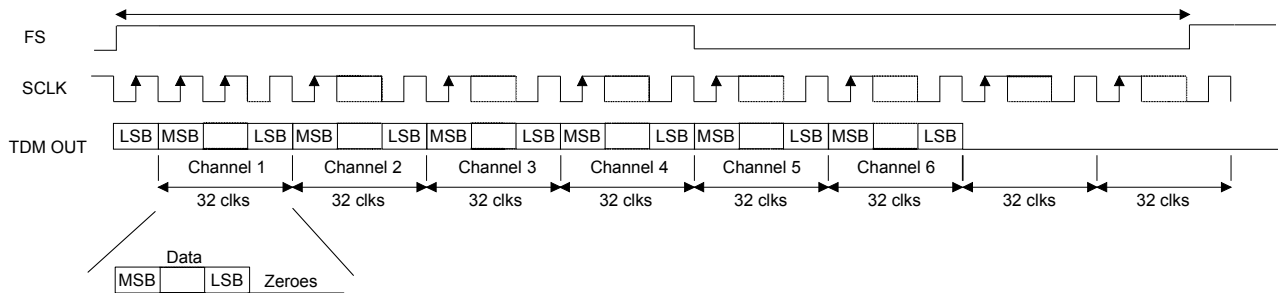 FS
SCLK
TDM OUT
LSB MSB LSB MSB LSB MSB LSB MSB LSB MSB LSB MSB LSB
Channel 1 Channel 2 Channel 3 Channel 4 Channel 5 Channel 6
32 clks 32 clks 32 clks 32 clks 32 clks 32 clks 32 clks 32 clks
Data
MSB LSB Zeroes